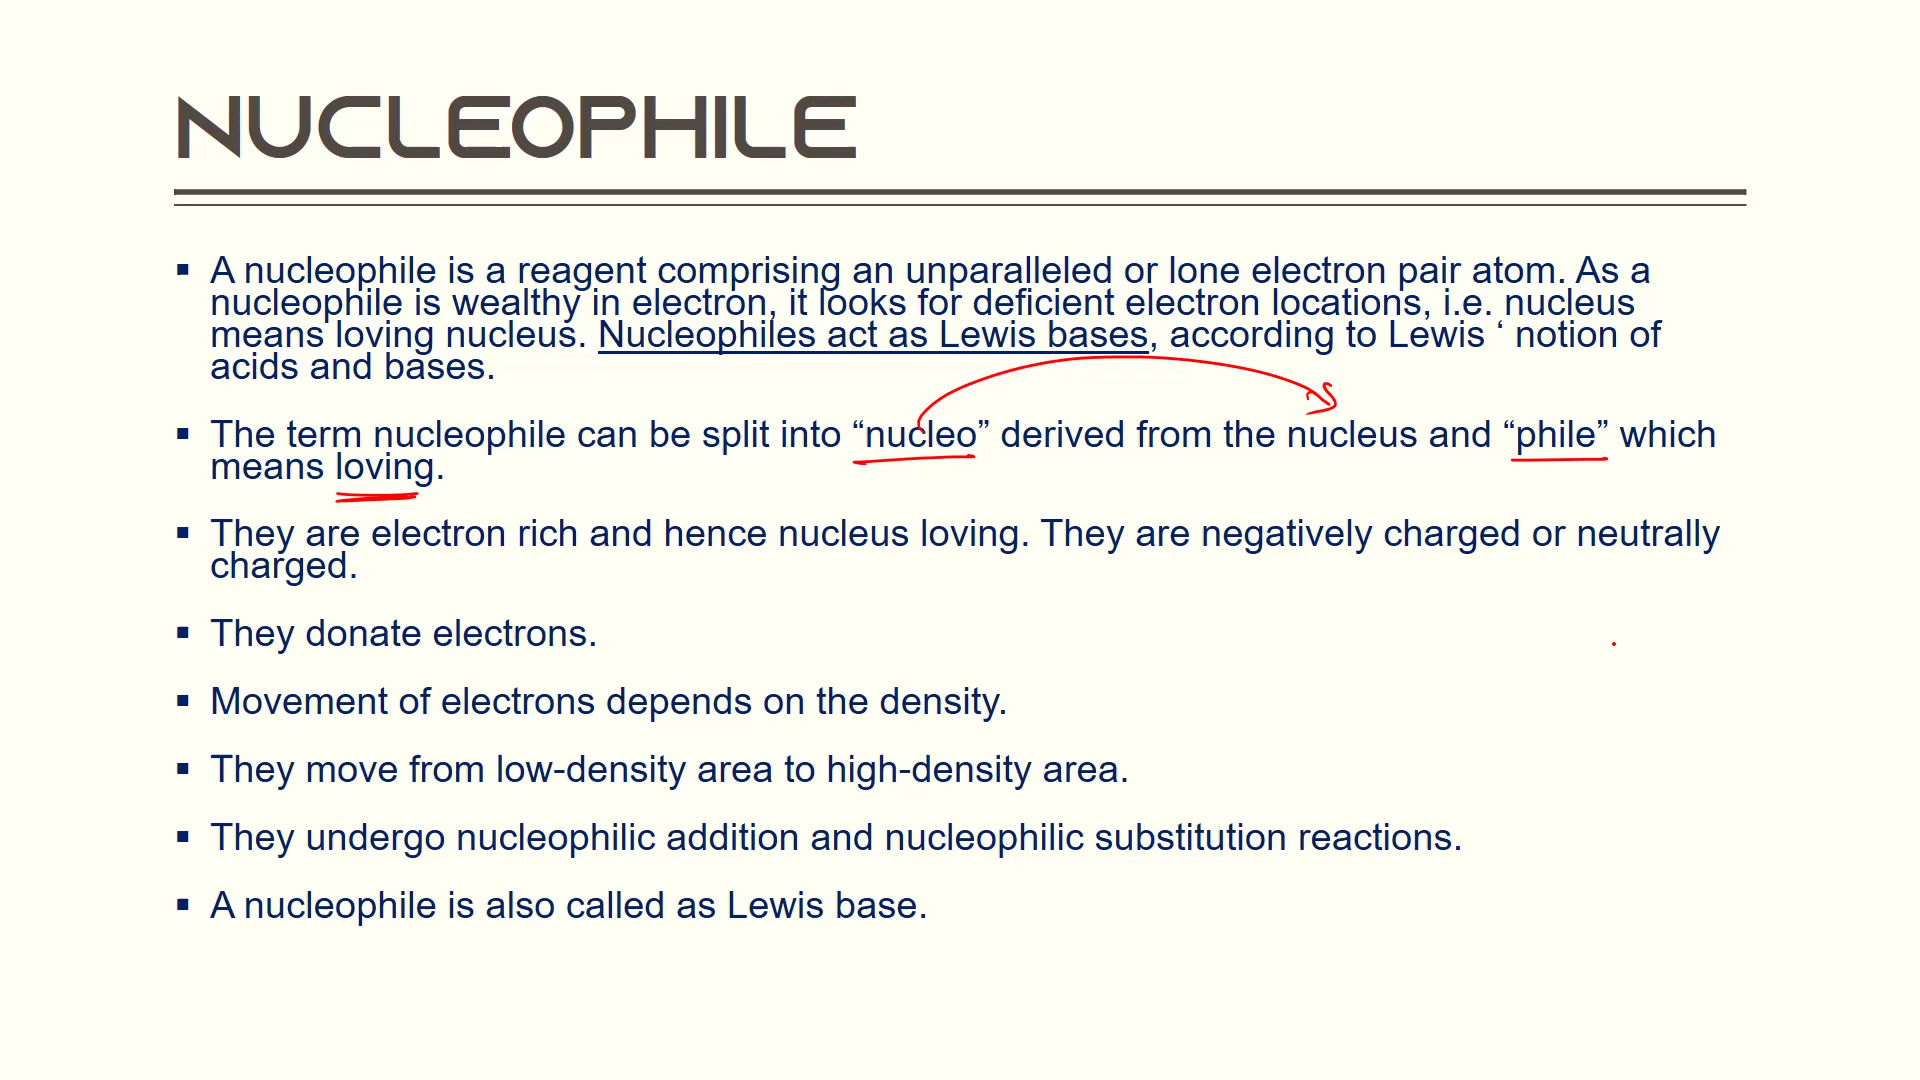 NUCLEOPHILE
▪ A nucleophile is a reagent comprising an unparalleled or lone electron pair atom. As a
nucleophile is wealthy in electron, it looks for deficient electron locations, i.e. nucleus
means loving nucleus. Nucleophiles act as Lewis bases, according to Lewis ‘ notion of
acids and bases.
▪ The term nucleophile can be split into “nucleo” derived from the nucleus and “phile” which
means loving.
▪ They are electron rich and hence nucleus loving. They are negatively charged or neutrally
charged.
▪ They donate electrons.
▪ Movement of electrons depends on the density.
▪ They move from low-density area to high-density area.
▪ They undergo nucleophilic addition and nucleophilic substitution reactions.
▪ A nucleophile is also called as Lewis base.